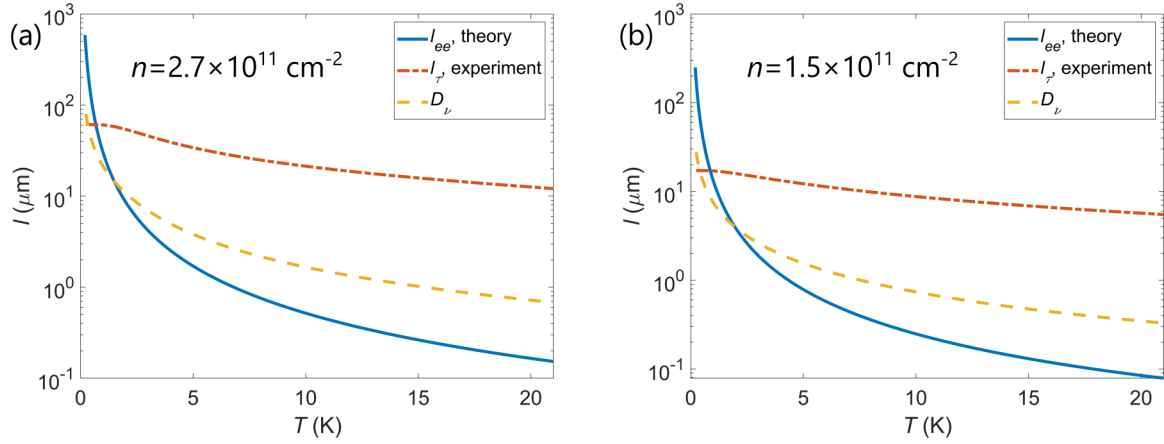 (a)
n=2.7×10¹¹ cm⁻²
l_ee, theory
l_τ, experiment
D_ν
10³
10²
10¹
10⁰
10⁻¹
l (μm)
0 5 10 15 20
T (K)
(b)
n=1.5×10¹¹ cm⁻²
l_ee, theory
l_τ, experiment
D_ν
10³
10²
10¹
10⁰
10⁻¹
l (μm)
0 5 10 15 20
T (K)